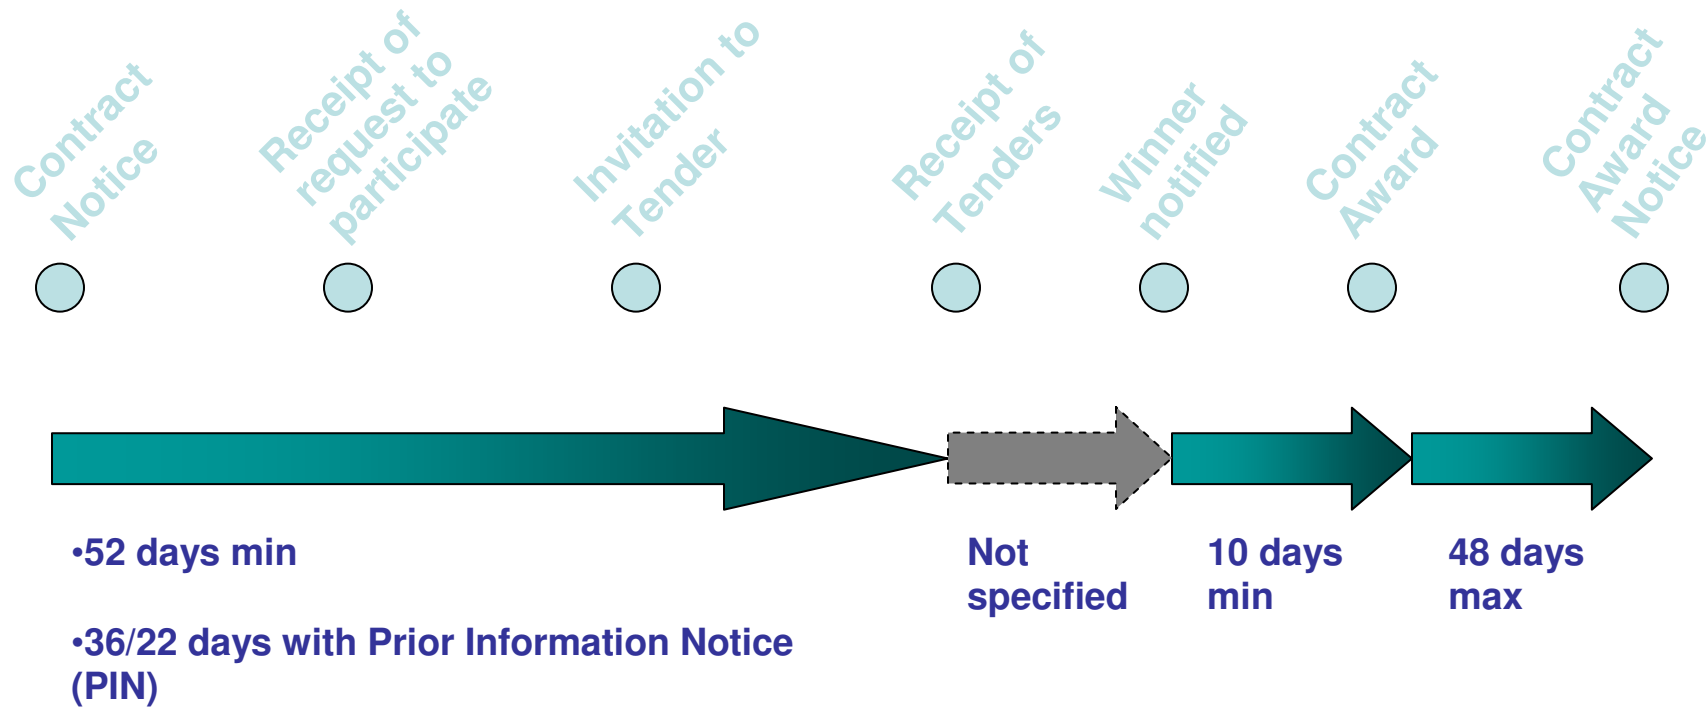 Contract
Notice
Receipt of
request to
participate
Invitation to
Tender
Receipt of
Tenders
Winner
notified
Contract
Award
Contract
Award
Notice
•52 days min
•36/22 days with Prior Information Notice
(PIN)
Not
specified
10 days
min
48 days
max